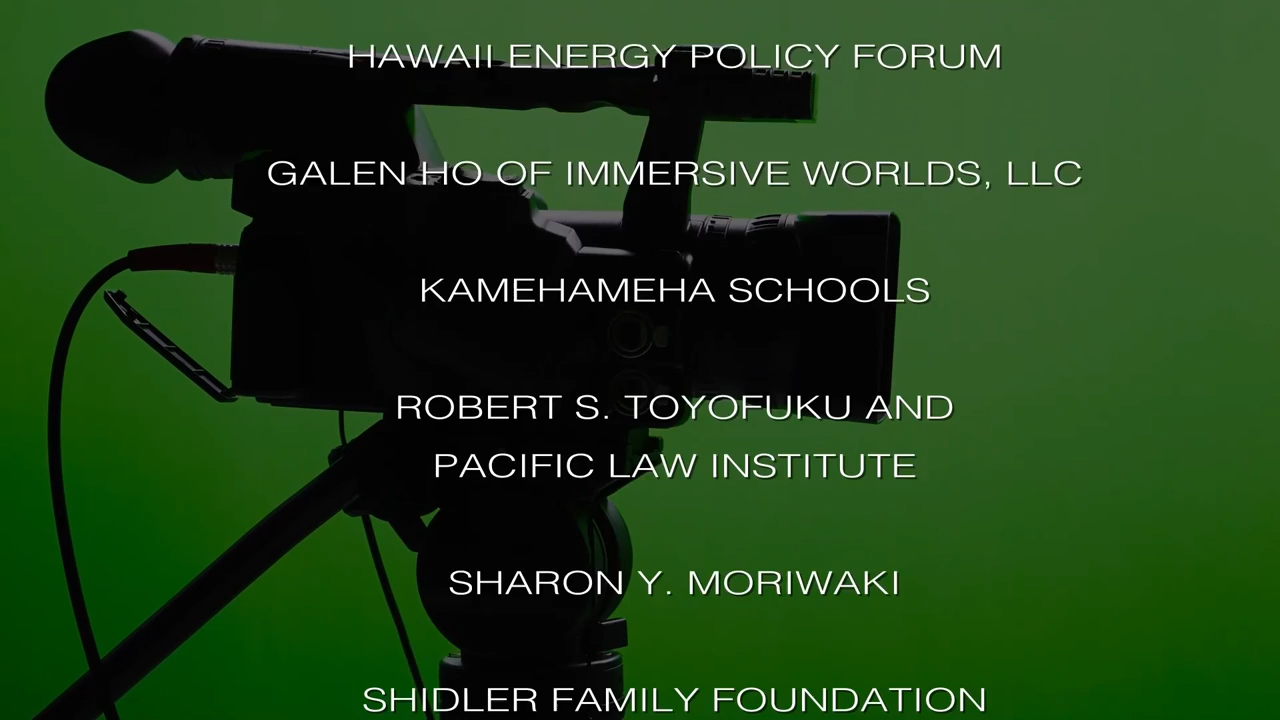 HAWAII ENERGY POLICY FORUM
GALEN HO OF IMMERSIVE WORLDS, LLC
KAMEHAMEHA SCHOOLS
ROBERT S. TOYOFUKU AND
PACIFIC LAW INSTITUTE
SHARON Y. MORIWAKI
SHIDLER FAMILY FOUNDATION